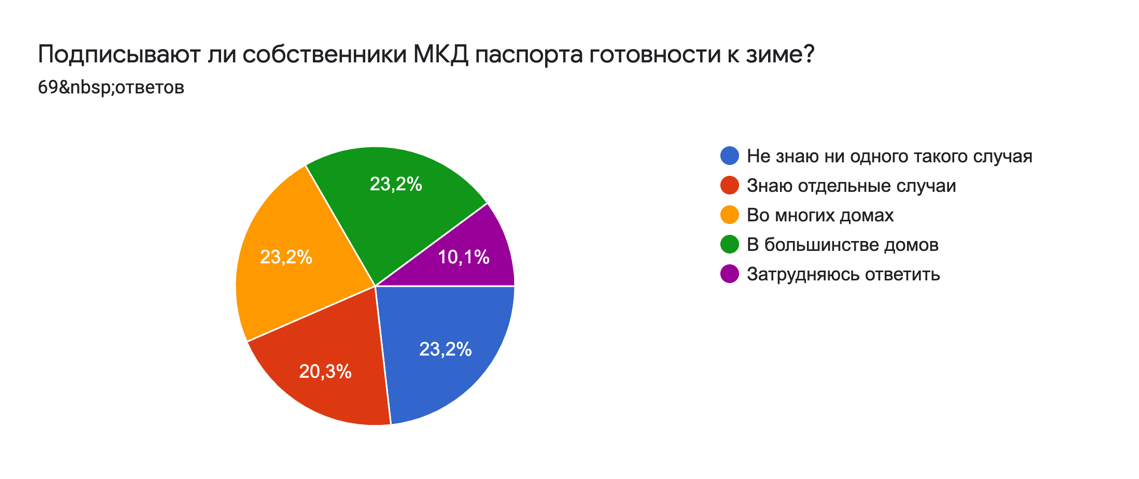 Подписывают ли собственники МКД паспорта готовности к зиме?
69&nbsp;ответов
Не знаю ни одного такого случая
Знаю отдельные случаи
Во многих домах
В большинстве домов
Затрудняюсь ответить
23,2%
10,1%
23,2%
23,2%
20,3%